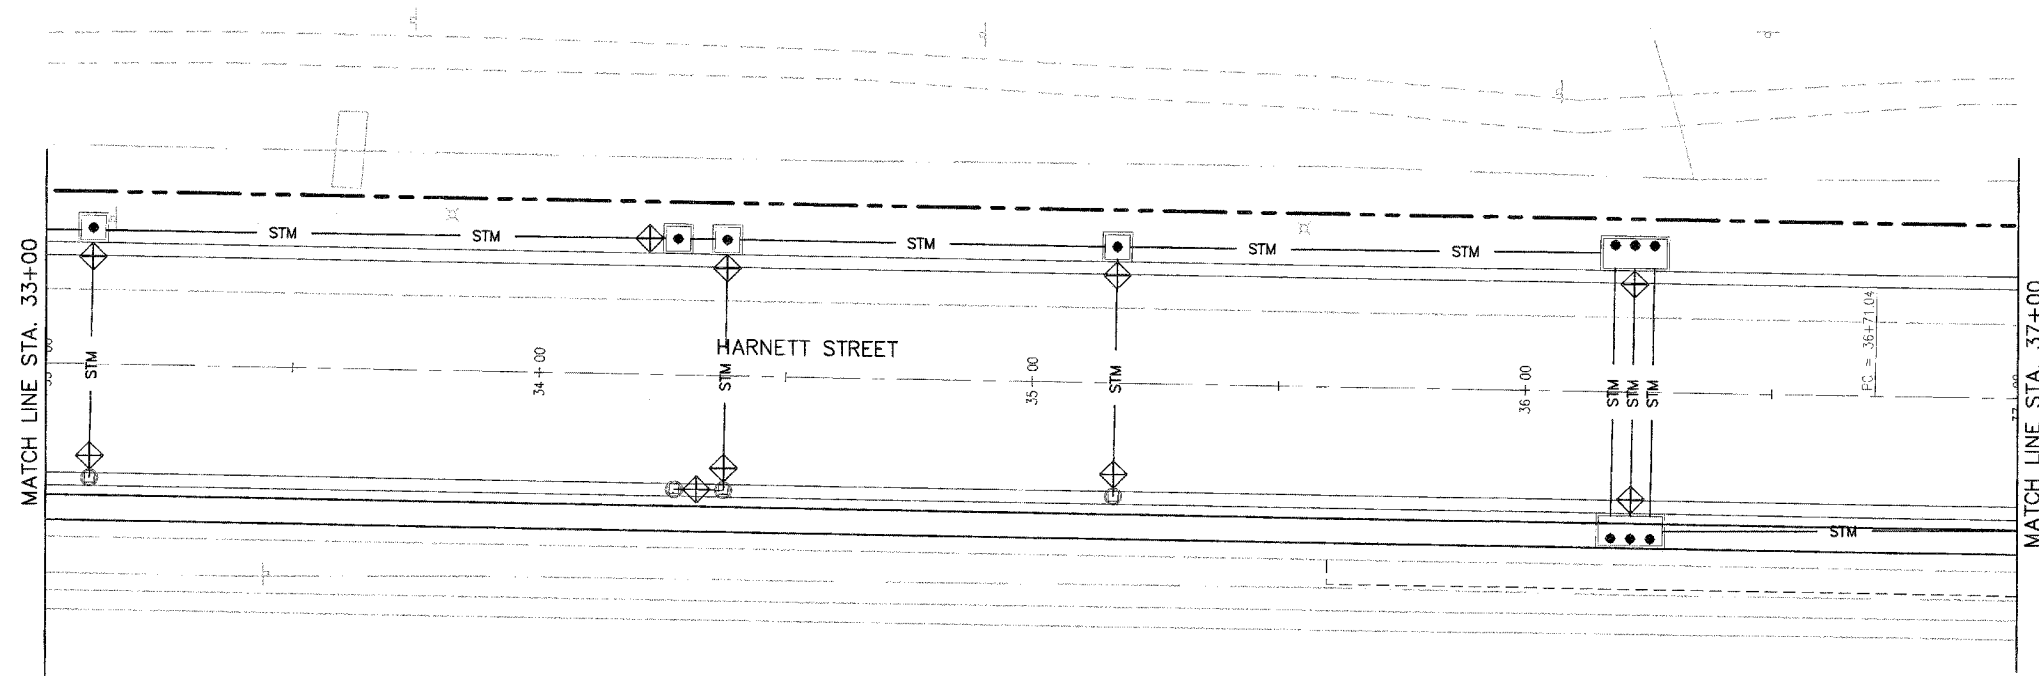 MATCH LINE STA. 33+00
STM
STM
STM
STM
STM
HARNETT STREET
34+00
35+00
36+00
PC = 36+71.04
STM
STM
STM
STM
STM
STM
STM
MATCH LINE STA. 37+00